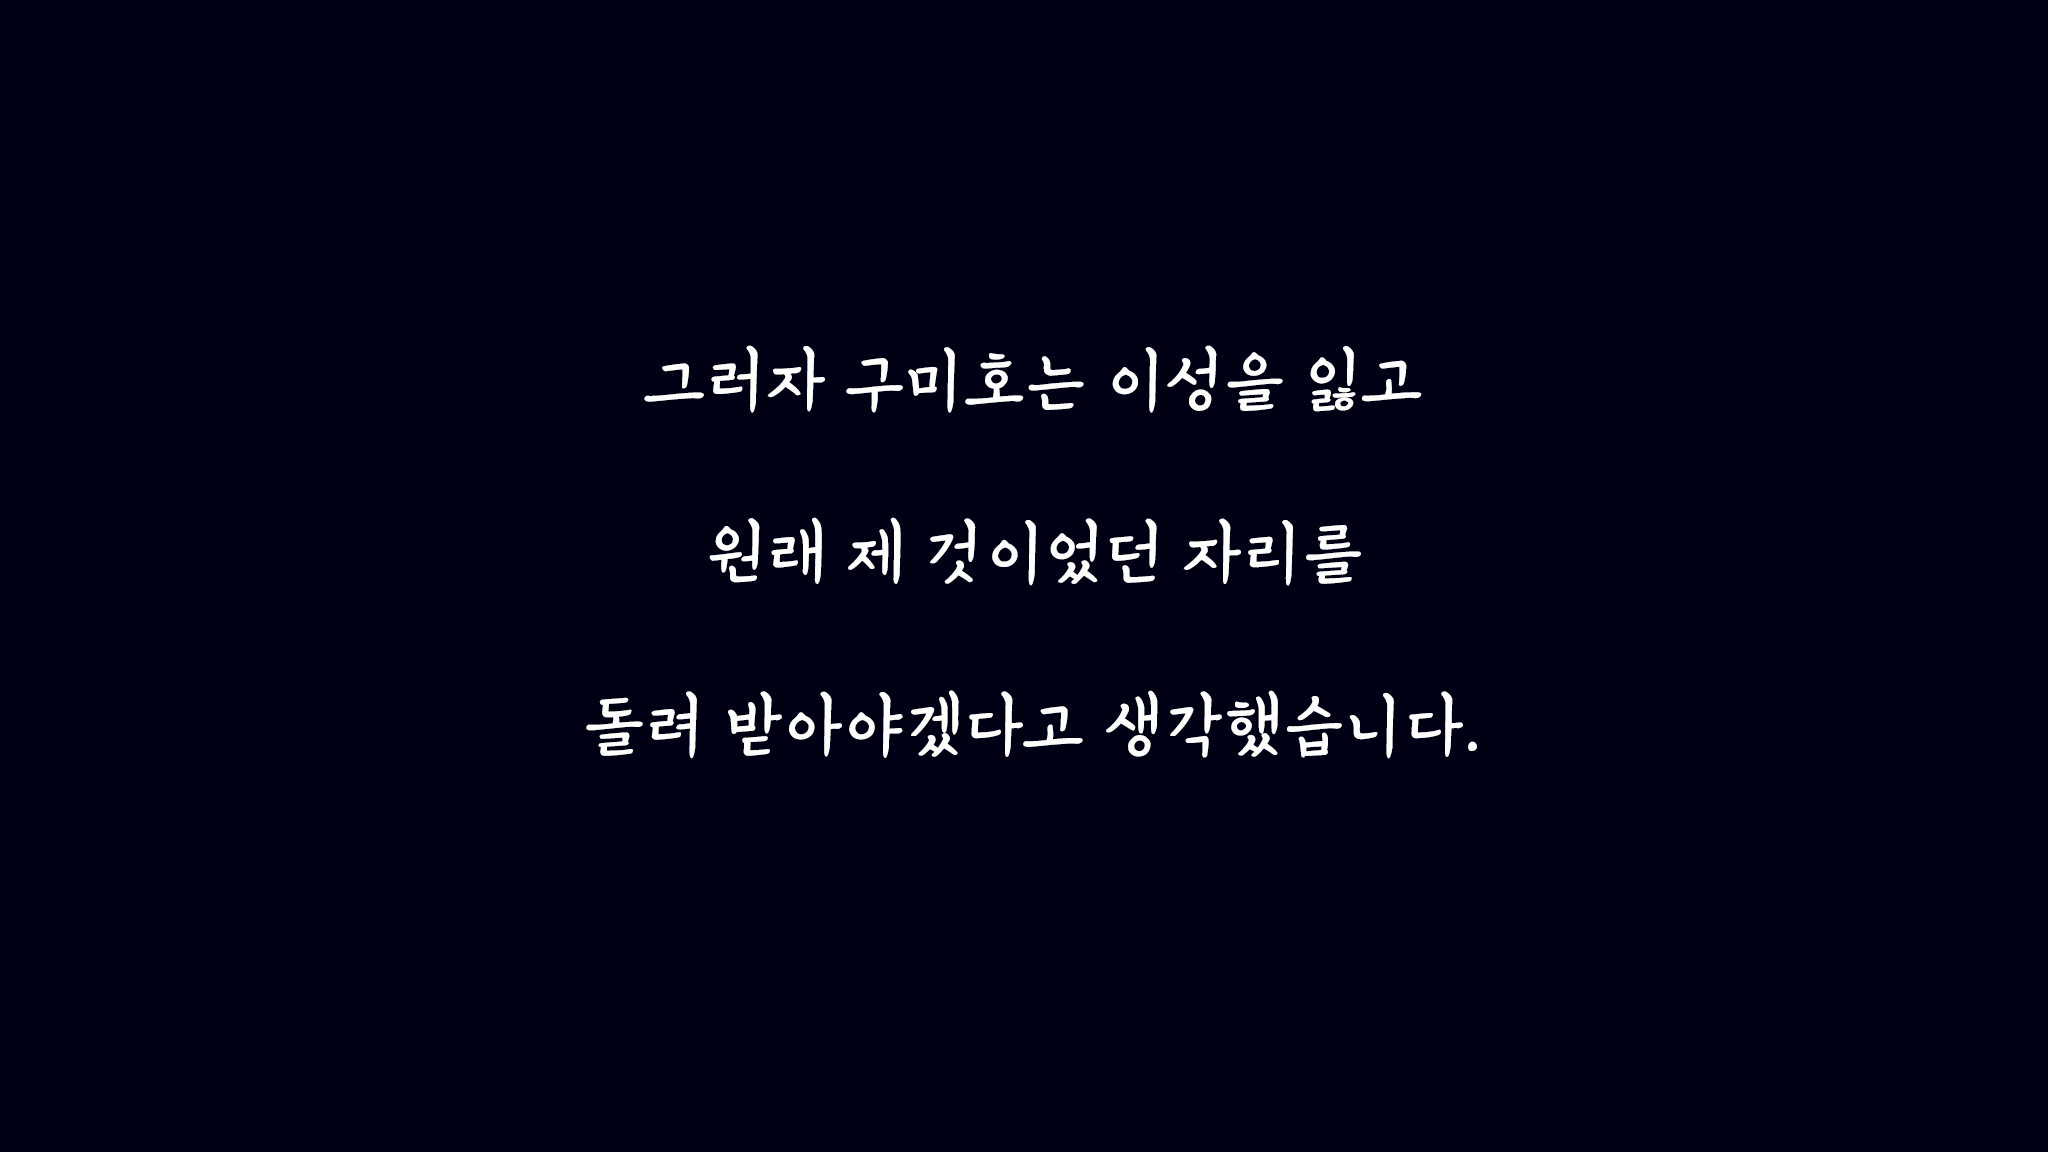 그러자 구미호는 이성을 잃고
원래 제 것이었던 자리를
돌려 받아야겠다고 생각했습니다.